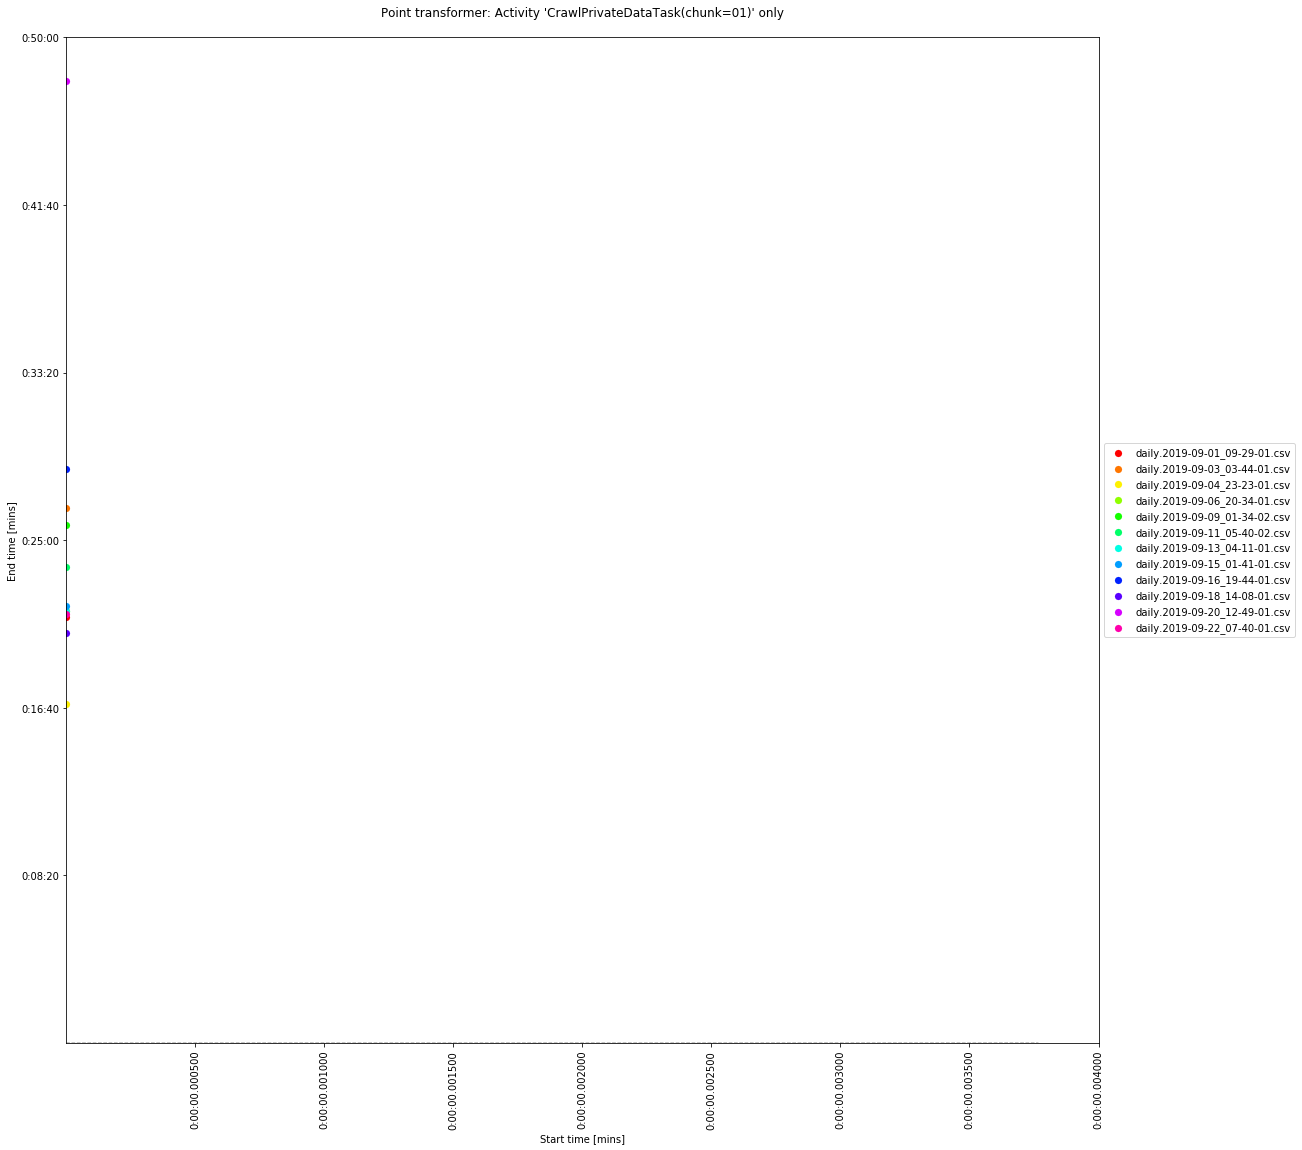 Point transformer: Activity 'CrawlPrivateDataTask(chunk=01)' only
0:50:00
0:41:40
0:33:20
0:25:00
0:16:40
0:08:20
End time [mins]
0:00:00.000500
0:00:00.001000
0:00:00.001500
0:00:00.002000
0:00:00.002500
0:00:00.003000
0:00:00.003500
0:00:00.004000
Start time [mins]
daily.2019-09-01_09-29-01.csv
daily.2019-09-03_03-44-01.csv
daily.2019-09-04_23-23-01.csv
daily.2019-09-06_20-34-01.csv
daily.2019-09-09_01-34-02.csv
daily.2019-09-11_05-40-02.csv
daily.2019-09-13_04-11-01.csv
daily.2019-09-15_01-41-01.csv
daily.2019-09-16_19-44-01.csv
daily.2019-09-18_14-08-01.csv
daily.2019-09-20_12-49-01.csv
daily.2019-09-22_07-40-01.csv